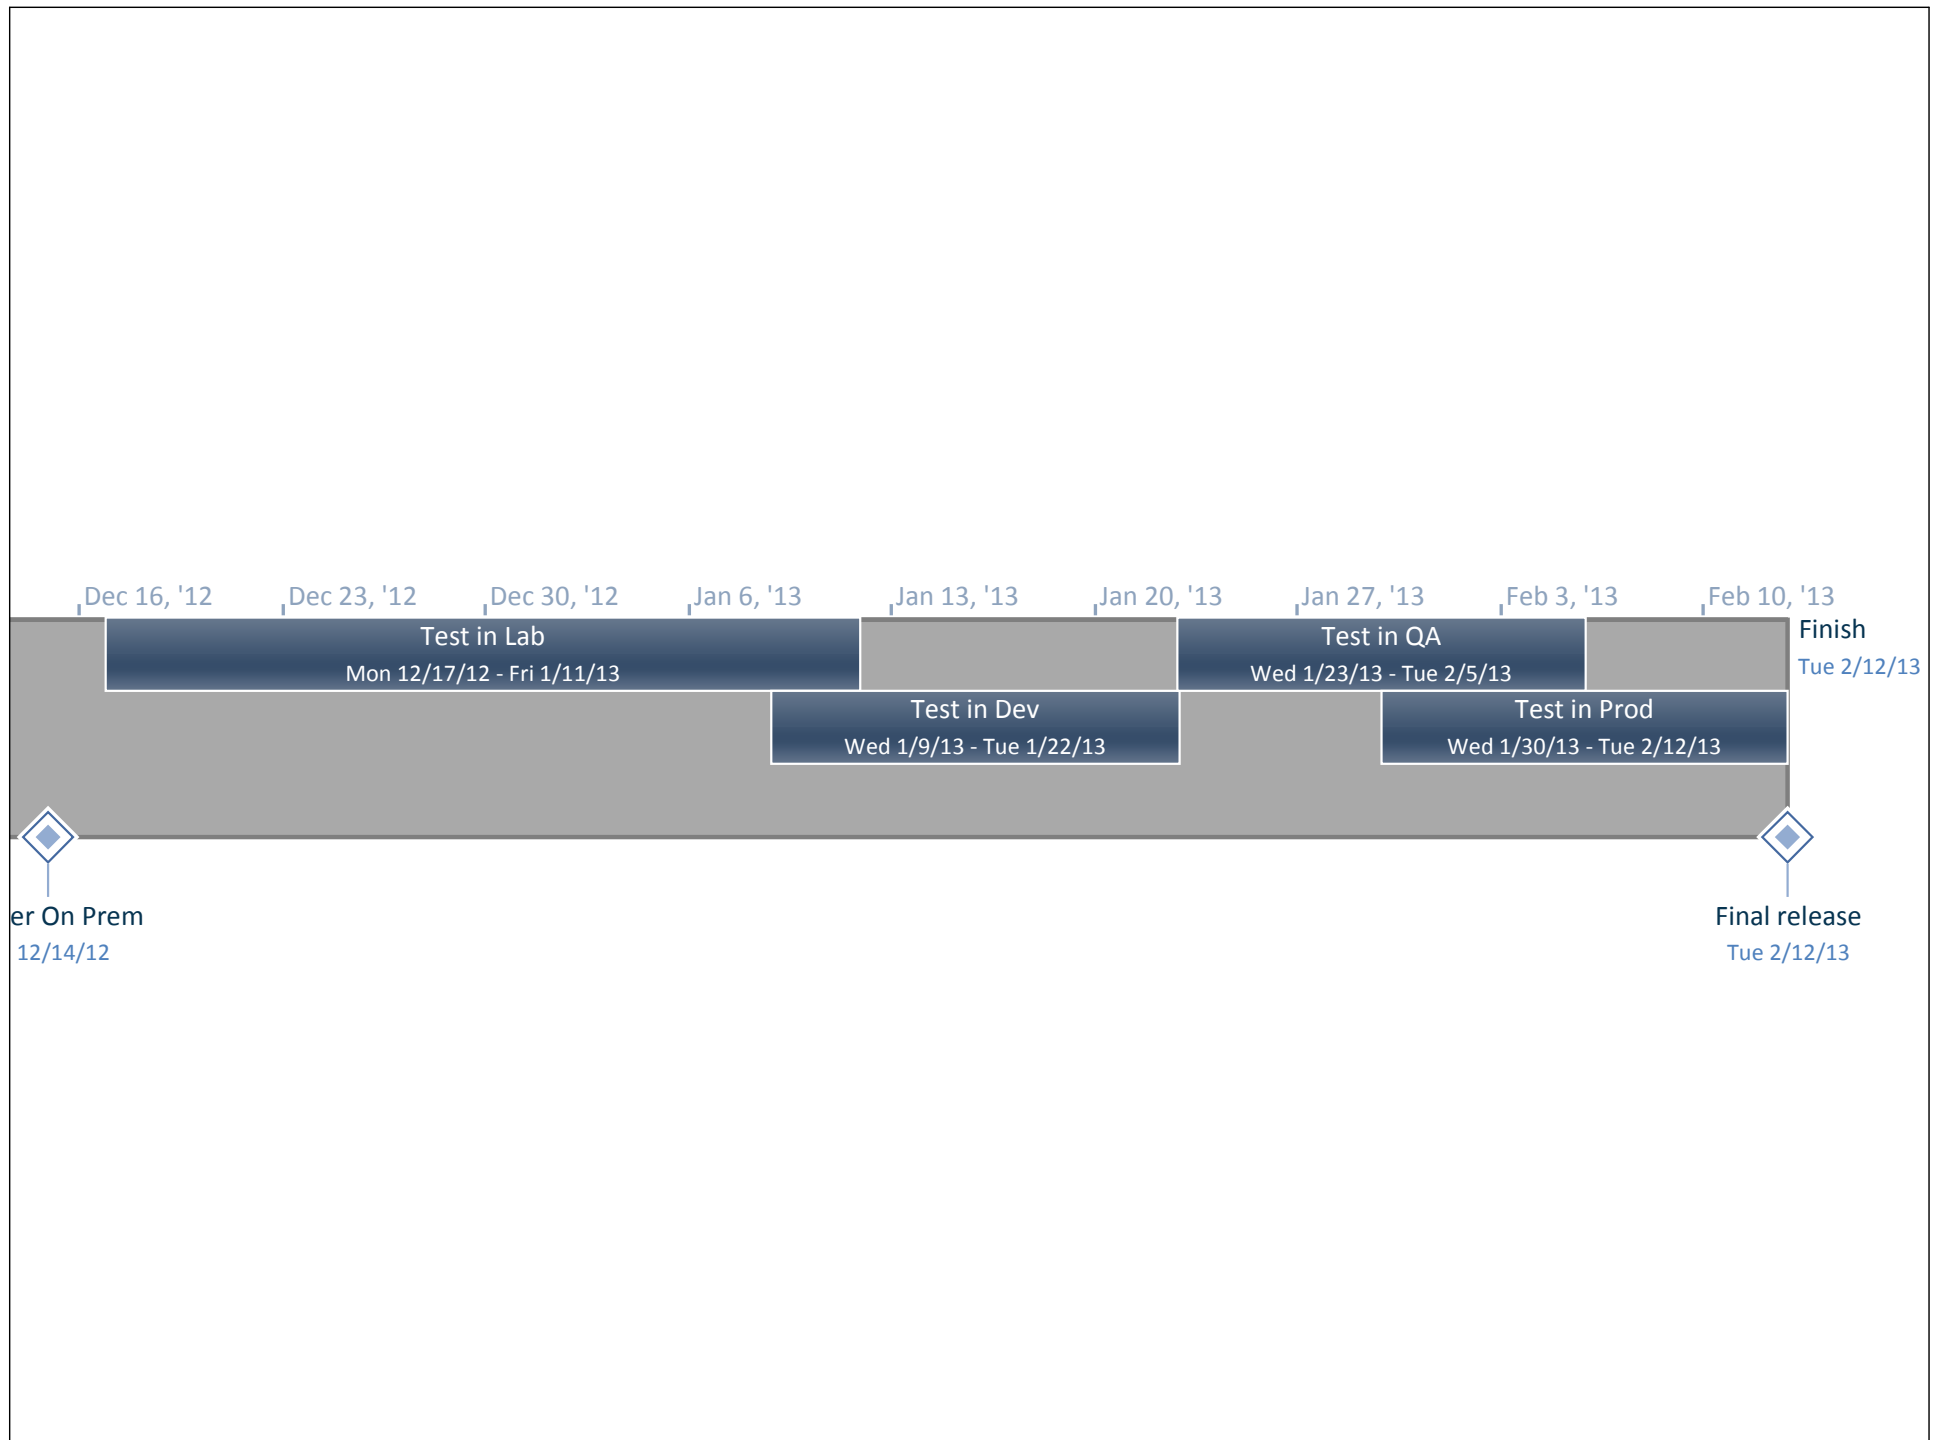 Dec 16, '12 Dec 23, '12 Dec 30, '12 Jan 6, '13 Jan 13, '13 Jan 20, '13 Jan 27, '13 Feb 3, '13 Feb 10, '13
Test in Lab
Mon 12/17/12 - Fri 1/11/13
Test in QA
Wed 1/23/13 - Tue 2/5/13
Finish
Tue 2/12/13
Test in Dev
Wed 1/9/13 - Tue 1/22/13
Test in Prod
Wed 1/30/13 - Tue 2/12/13
er On Prem
12/14/12
Final release
Tue 2/12/13